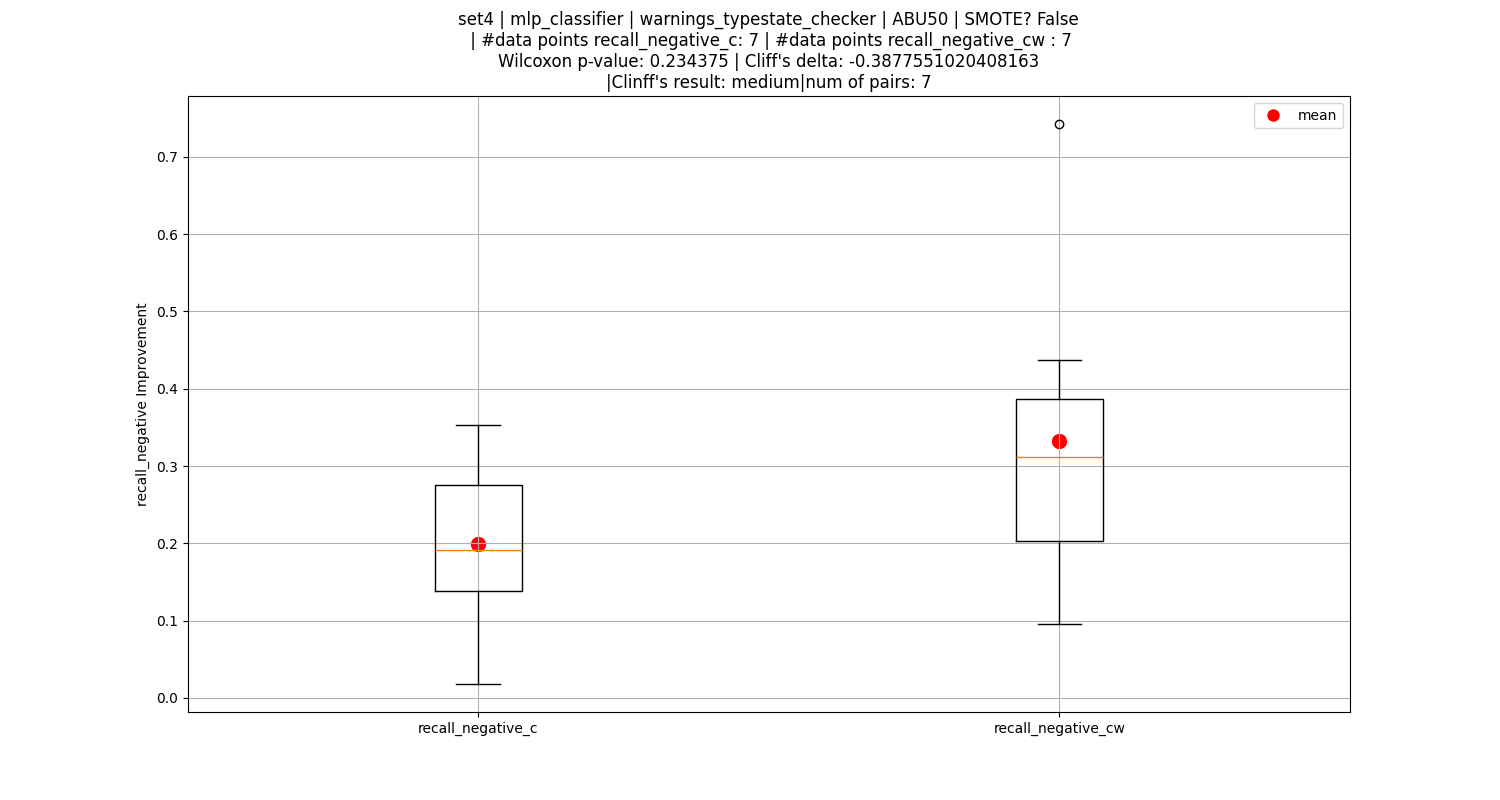 set4 | mlp_classifier | warnings_typestate_checker | ABU50 | SMOTE? False
| #data points recall_negative_c: 7 | #data points recall_negative_cw : 7
Wilcoxon p-value: 0.234375 | Cliff's delta: -0.3877551020408163
|Clinff's result: medium|num of pairs: 7
mean
0.7
0.6
0.5
0.4
0.3
0.2
0.1
0.0
recall_negative Improvement
recall_negative_c
recall_negative_cw